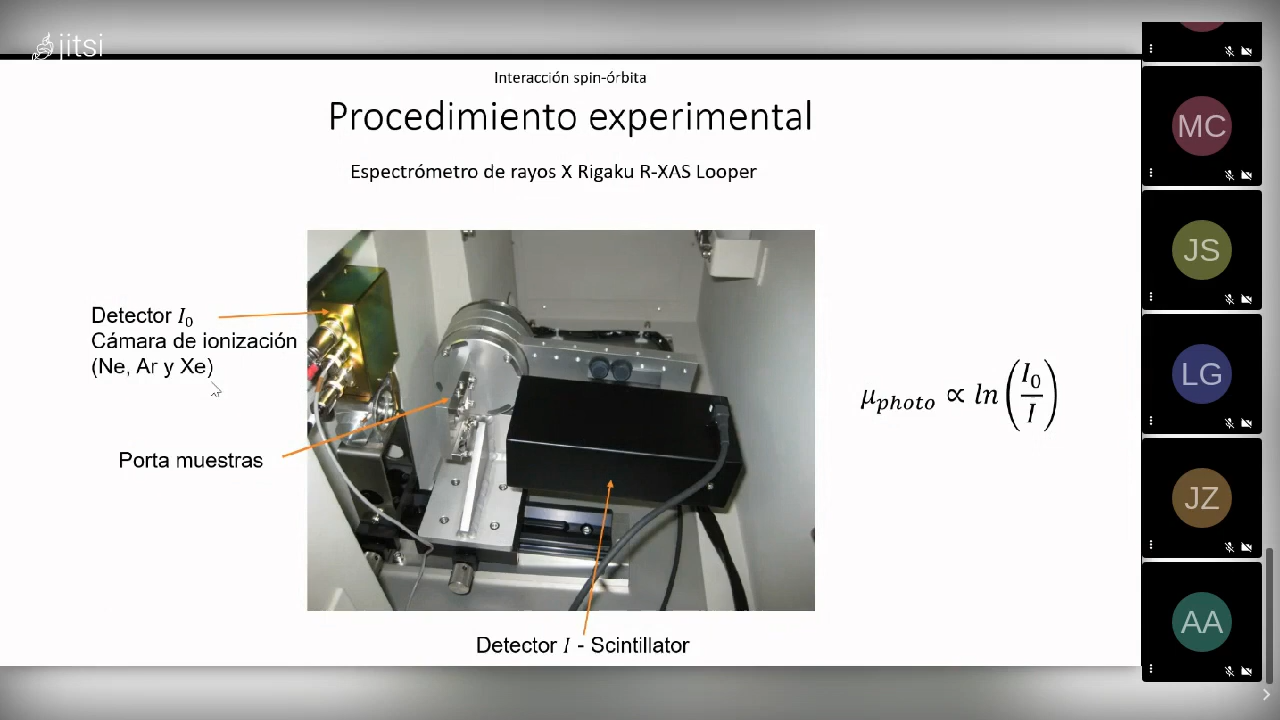 jitsi
Interacción spin-órbita
Procedimiento experimental
Espectrómetro de rayos X Rigaku R-XAS Looper
Detector I₀
Cámara de ionización
(Ne, Ar y Xe)
Porta muestras
Detector I - Scintillator
μ_photo ∝ ln(I₀/I)
MC
JS
LG
JZ
AA